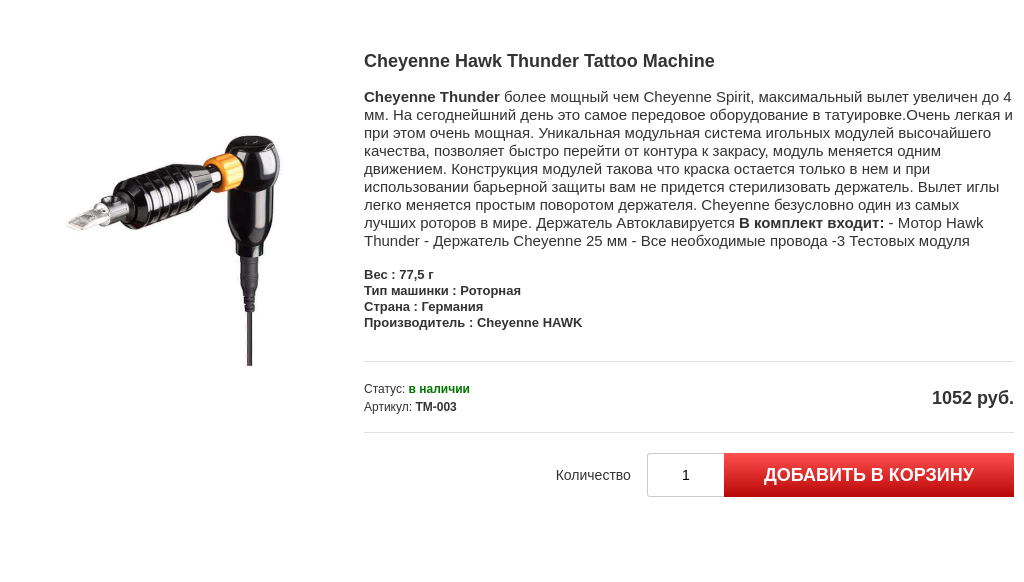 Cheyenne Hawk Thunder Tattoo Machine
Cheyenne Thunder более мощный чем Cheyenne Spirit, максимальный вылет увеличен до 4
мм. На сегоднейшний день это самое передовое оборудование в татуировке.Очень легкая и
при этом очень мощная. Уникальная модульная система игольных модулей высочайшего
качества, позволяет быстро перейти от контура к закрасу, модуль меняется одним
движением. Конструкция модулей такова что краска остается только в нем и при
использовании барьерной защиты вам не придется стерилизовать держатель. Вылет иглы
легко меняется простым поворотом держателя. Cheyenne безусловно один из самых
лучших роторов в мире. Держатель Автоклавируется В комплект входит: - Мотор Hawk
Thunder - Держатель Cheyenne 25 мм - Все необходимые провода -3 Тестовых модуля
Вес : 77,5 г
Тип машинки : Роторная
Страна : Германия
Производитель : Cheyenne HAWK
Статус: в наличии
Артикул: TM-003
1052 руб.
Количество 1 ДОБАВИТЬ В КОРЗИНУ